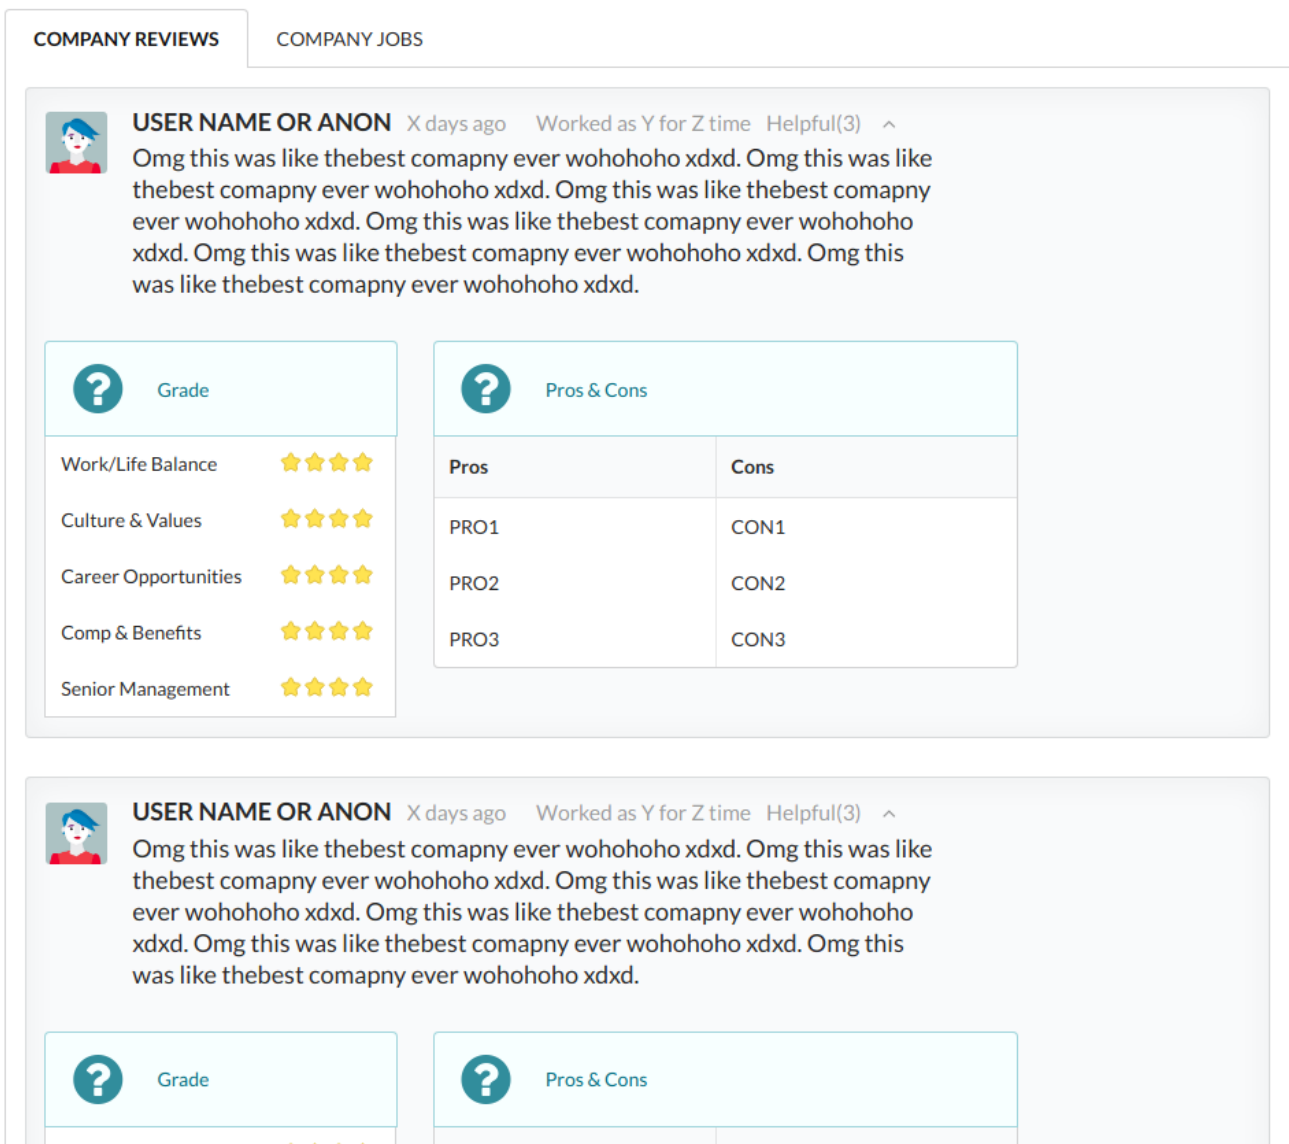 COMPANY REVIEWS COMPANY JOBS
USER NAME OR ANON X days ago Worked as Y for Z time Helpful(3)
Omg this was like thebest comapny ever wohohoho xdxd. Omg this was like
thebest comapny ever wohohoho xdxd. Omg this was like thebest comapny
ever wohohoho xdxd. Omg this was like thebest comapny ever wohohoho
xdxd. Omg this was like thebest comapny ever wohohoho xdxd. Omg this
was like thebest comapny ever wohohoho xdxd.
? Grade
Work/Life Balance
Culture & Values
Career Opportunities
Comp & Benefits
Senior Management
? Pros & Cons
Pros Cons
PRO1 CON1
PRO2 CON2
PRO3 CON3
USER NAME OR ANON X days ago Worked as Y for Z time Helpful(3)
Omg this was like thebest comapny ever wohohoho xdxd. Omg this was like
thebest comapny ever wohohoho xdxd. Omg this was like thebest comapny
ever wohohoho xdxd. Omg this was like thebest comapny ever wohohoho
xdxd. Omg this was like thebest comapny ever wohohoho xdxd. Omg this
was like thebest comapny ever wohohoho xdxd.
? Grade
? Pros & Cons